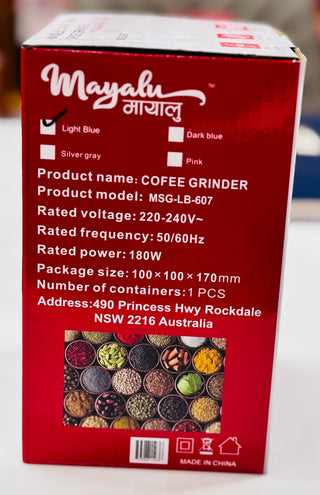 Mayalu™
मायालु
Light Blue
Dark blue
Silver gray
Pink
Product name: COFEE GRINDER
Product model: MSG-LB-607
Rated voltage: 220-240V~
Rated frequency: 50/60Hz
Rated power: 180W
Package size: 100×100×170mm
Number of containers: 1 PCS
Address:490 Princess Hwy Rockdale
NSW 2216 Australia
MADE IN CHINA